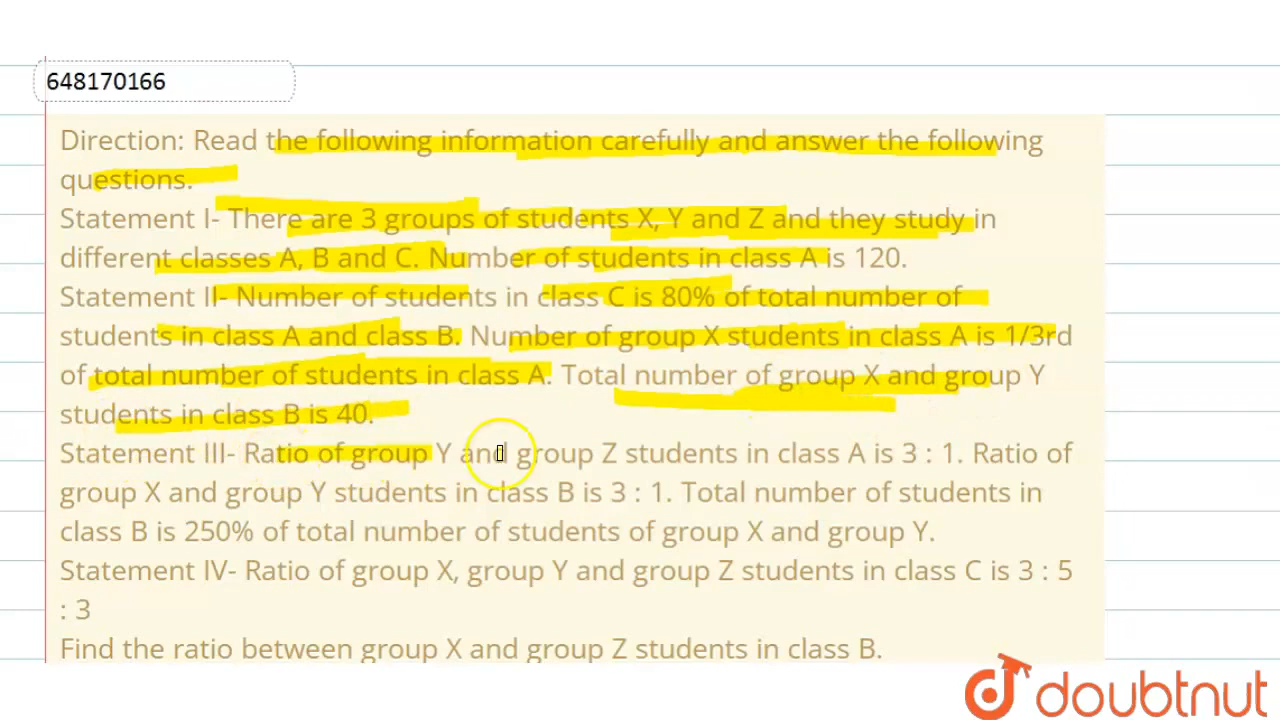 648170166
Direction: Read the following information carefully and answer the following
questions.
Statement I- There are 3 groups of students X, Y and Z and they study in
different classes A, B and C. Number of students in class A is 120.
Statement II- Number of students in class C is 80% of total number of
students in class A and class B. Number of group X students in class A is 1/3rd
of total number of students in class A. Total number of group X and group Y
students in class B is 40.
Statement III- Ratio of group Y and group Z students in class A is 3 : 1. Ratio of
group X and group Y students in class B is 3 : 1. Total number of students in
class B is 250% of total number of students of group X and group Y.
Statement IV- Ratio of group X, group Y and group Z students in class C is 3 : 5
: 3
Find the ratio between group X and group Z students in class B.
doubtnut